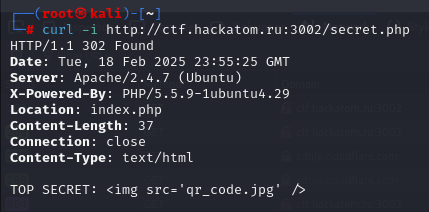 ┌──(root㉿kali)-[~]
└─# curl -i http://ctf.hackatom.ru:3002/secret.php
HTTP/1.1 302 Found
Date: Tue, 18 Feb 2025 23:55:25 GMT
Server: Apache/2.4.7 (Ubuntu)
X-Powered-By: PHP/5.5.9-1ubuntu4.29
Location: index.php
Content-Length: 37
Connection: close
Content-Type: text/html

TOP SECRET: <img src='qr_code.jpg' />